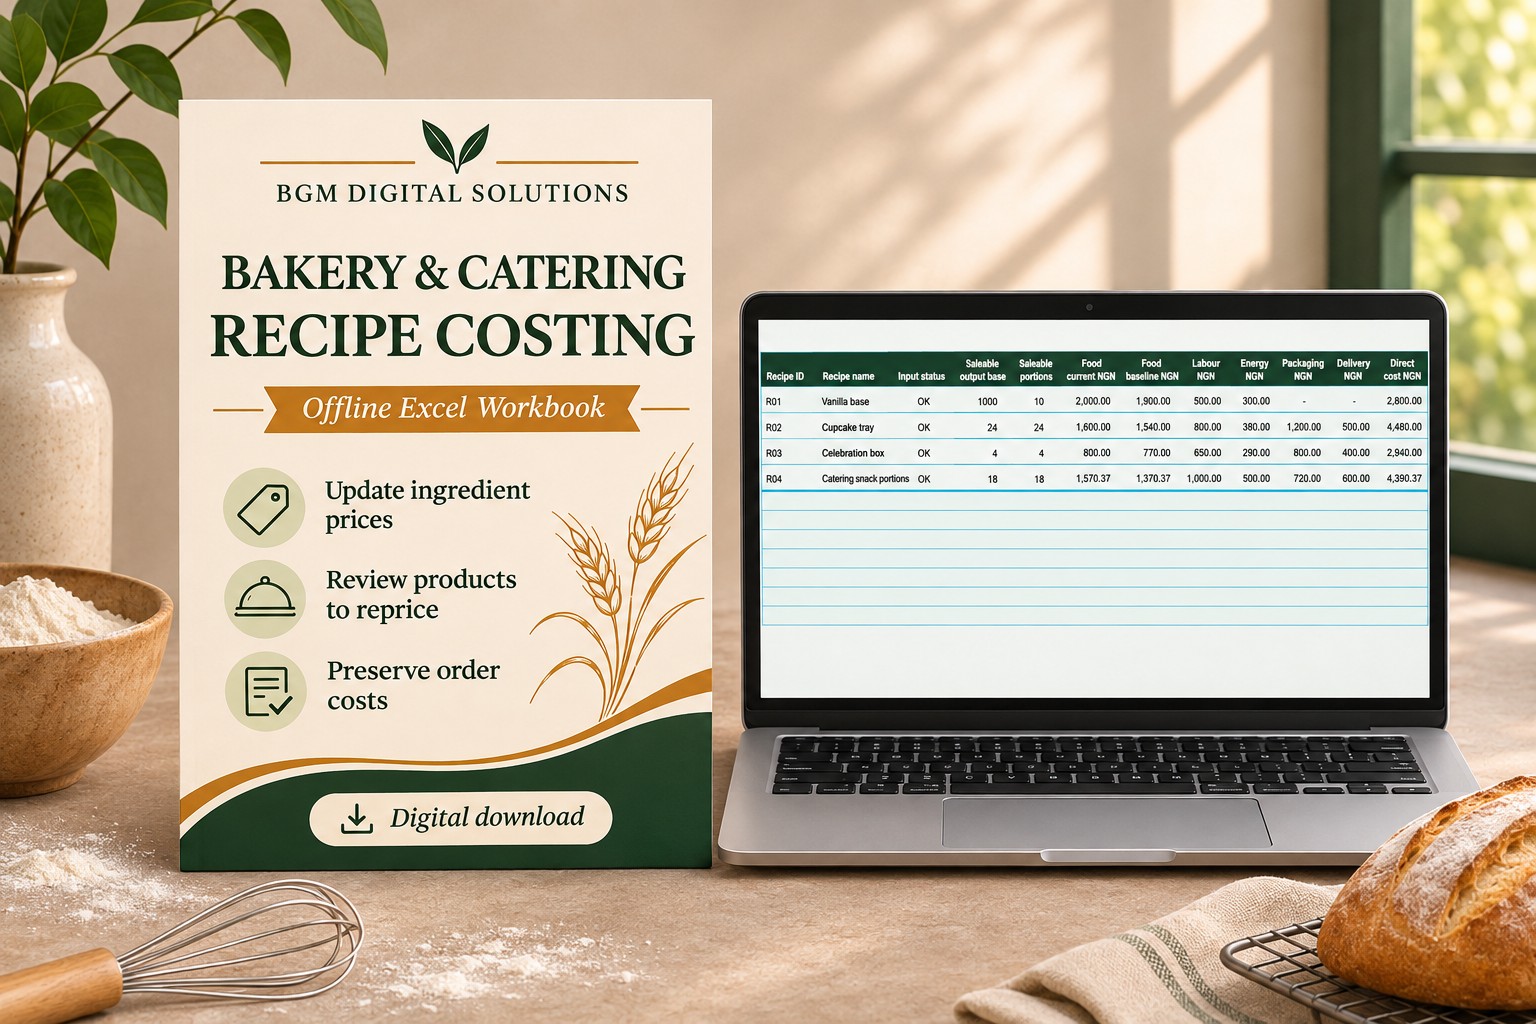 BGM DIGITAL SOLUTIONS
BAKERY & CATERING
RECIPE COSTING
Offline Excel Workbook
Update ingredient
prices
Review products
to reprice
Preserve order
costs
Digital download
Recipe ID Recipe name Input status Saleable output base Saleable portions Food current NGN Food baseline NGN Labour NGN Energy NGN Packaging NGN Delivery NGN Direct cost NGN
R01 Vanilla base OK 1000 10 2,000.00 1,900.00 500.00 300.00 - - 2,800.00
R02 Cupcake tray OK 24 24 1,600.00 1,540.00 800.00 380.00 1,200.00 500.00 4,480.00
R03 Celebration box OK 4 4 800.00 770.00 650.00 290.00 800.00 400.00 2,940.00
R04 Catering snack portions OK 18 18 1,570.37 1,370.37 1,000.00 500.00 720.00 600.00 4,390.37